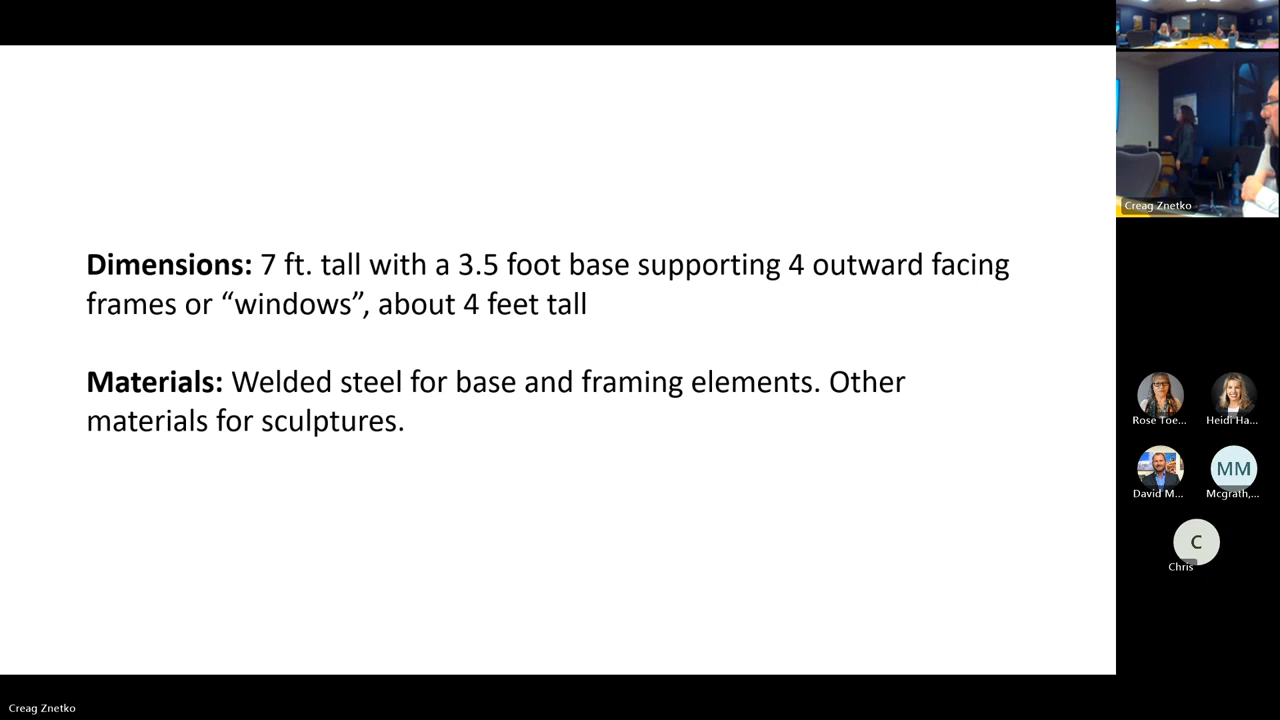 Dimensions: 7 ft. tall with a 3.5 foot base supporting 4 outward facing
frames or “windows”, about 4 feet tall
Materials: Welded steel for base and framing elements. Other
materials for sculptures.
Creag Znetko
Rose Toe...
Heidi Ha...
David M...
MM
Mcgrath,...
C
Chris
Creag Znetko